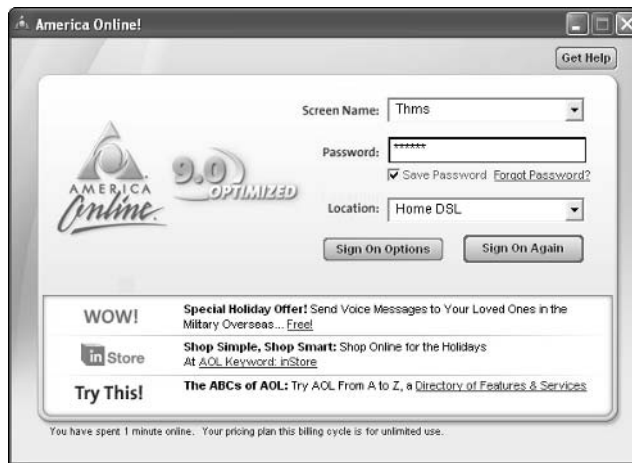 America Online!
Get Help
Screen Name: Thms
Password: ******
Save Password Forgot Password?
AMERICA Online. 9.0 OPTIMIZED
Location: Home DSL
Sign On Options Sign On Again
WOW! Special Holiday Offer! Send Voice Messages to Your Loved Ones in the
Military Overseas... Free!
in Store Shop Simple, Shop Smart: Shop Online for the Holidays
At AOL Keyword: inStore
Try This! The ABCs of AOL: Try AOL From A to Z, a Directory of Features & Services
You have spent 1 minute online. Your pricing plan this billing cycle is for unlimited use.